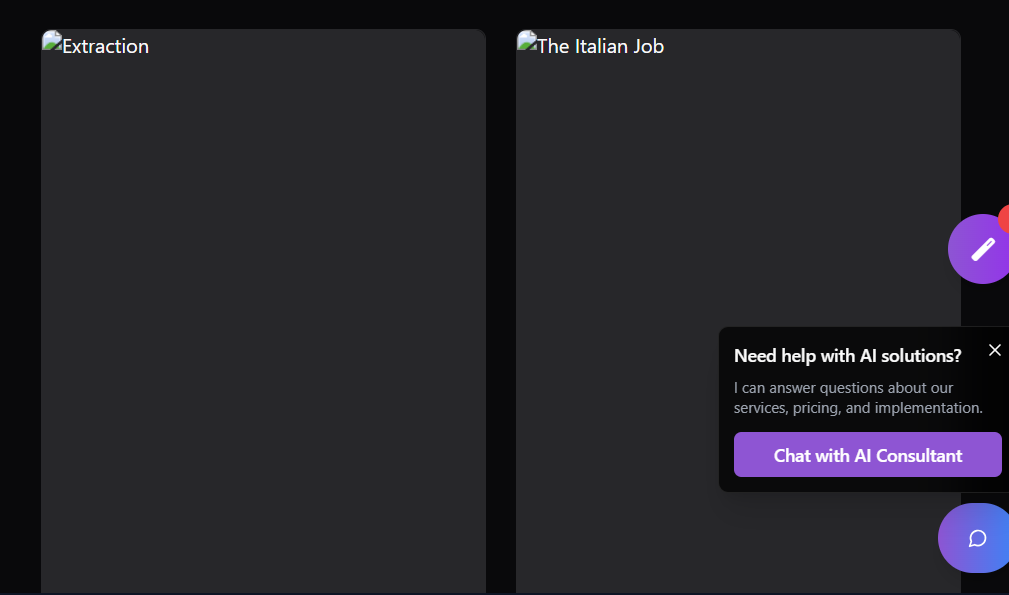 Extraction
The Italian Job
Need help with AI solutions?
I can answer questions about our
services, pricing, and implementation.
Chat with AI Consultant